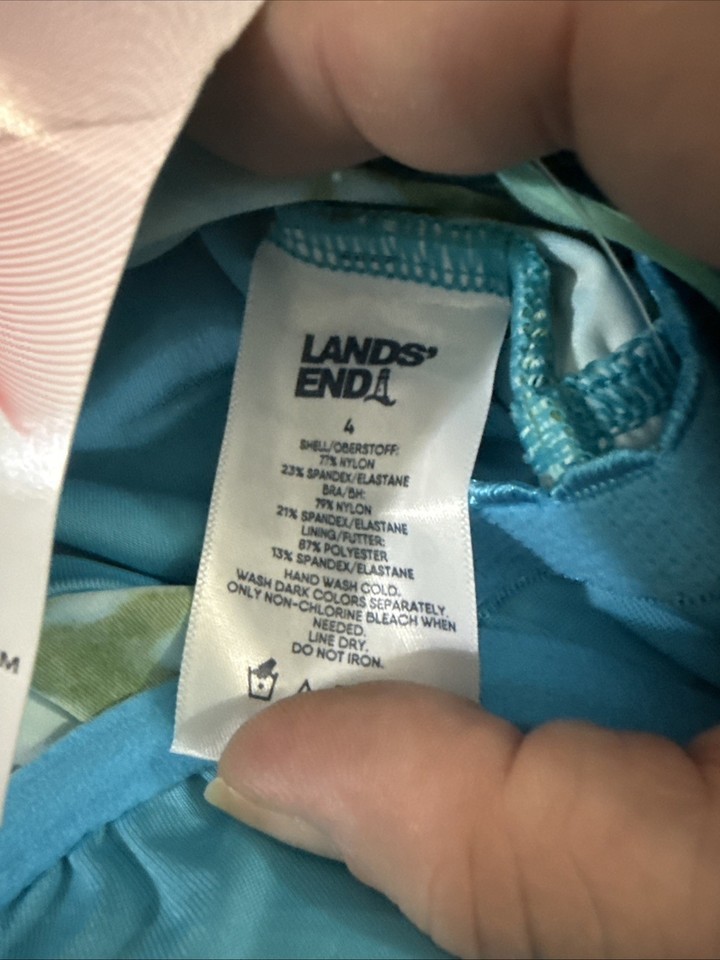 LANDS'
END
4
SHELL/OBERSTOFF:
77% NYLON
23% SPANDEX/ELASTANE
BRA/BH:
79% NYLON
21% SPANDEX/ELASTANE
LINING/FUTTER:
87% POLYESTER
13% SPANDEX/ELASTANE
HAND WASH COLD.
WASH DARK COLORS SEPARATELY.
ONLY NON-CHLORINE BLEACH WHEN
NEEDED.
LINE DRY.
DO NOT IRON.
M